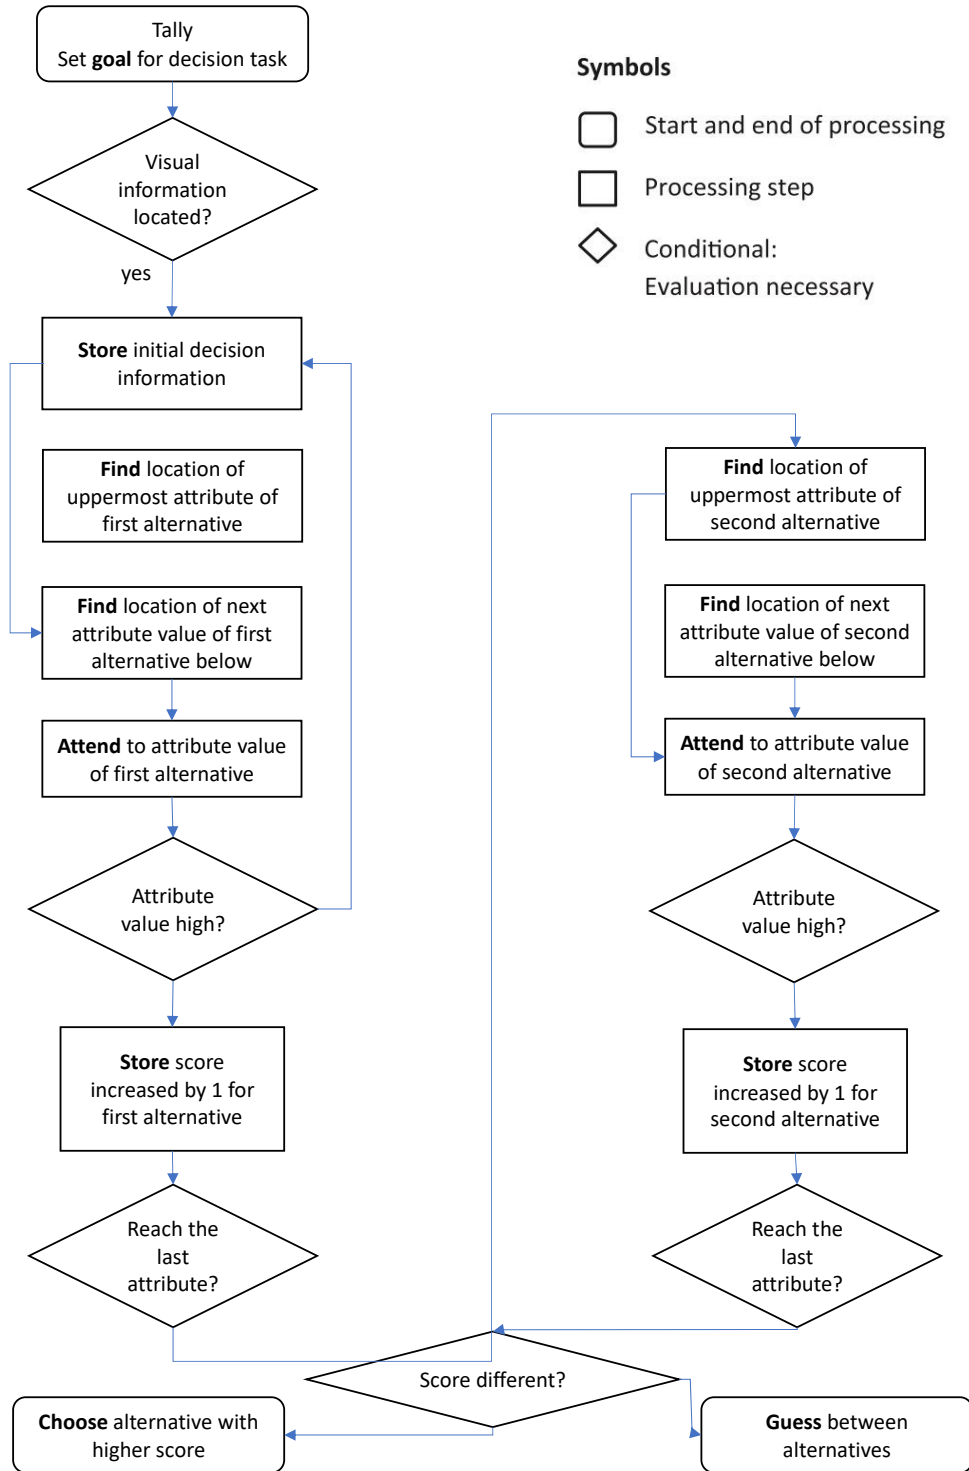 Tally
Set goal for decision task
Visual
information
located?
yes
Store initial decision
information
Find location of
uppermost attribute of
first alternative
Find location of next
attribute value of first
alternative below
Attend to attribute value
of first alternative
Attribute
value high?
Store score
increased by 1 for
first alternative
Reach the
last
attribute?
Symbols
Start and end of processing
Processing step
Conditional:
Evaluation necessary
Find location of
uppermost attribute of
second alternative
Find location of next
attribute value of second
alternative below
Attend to attribute value
of second alternative
Attribute
value high?
Store score
increased by 1 for
second alternative
Reach the
last
attribute?
Score different?
Choose alternative with
higher score
Guess between
alternatives